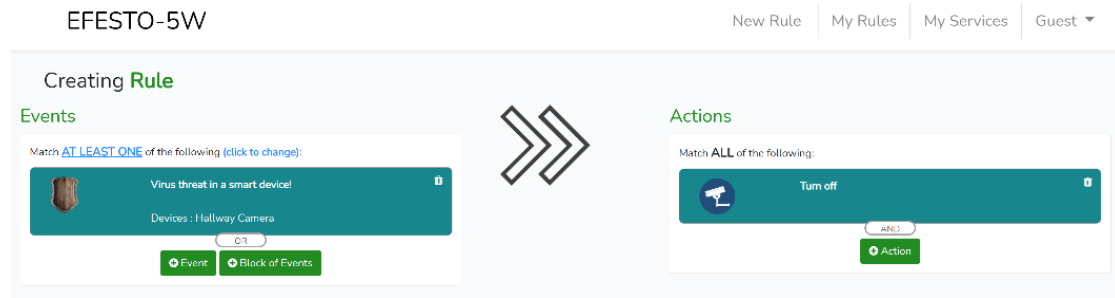 EFESTO-5W
New Rule
My Rules
My Services
Guest
Creating Rule
Events
Match AT LEAST ONE of the following (click to change):
Virus threat in a smart device!
Devices : Hallway Camera
OR
Event
Block of Events
Actions
Match ALL of the following:
Turn off
AND
Action